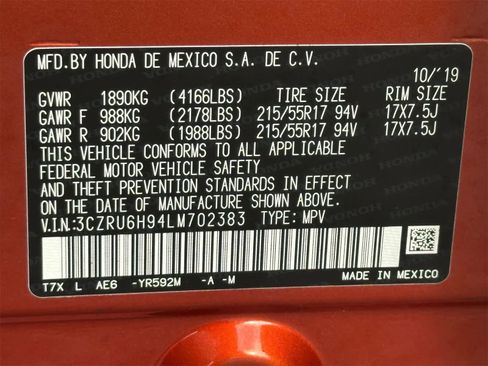 MFD.BY HONDA DE MEXICO S.A. DE C.V.
10/'19
GVWR 1890KG (4166LBS) TIRE SIZE RIM SIZE
GAWR F 988KG (2178LBS) 215/55R17 94V 17X7.5J
GAWR R 902KG (1988LBS) 215/55R17 94V 17X7.5J
THIS VEHICLE CONFORMS TO ALL APPLICABLE
FEDERAL MOTOR VEHICLE SAFETY
AND THEFT PREVENTION STANDARDS IN EFFECT
ON THE DATE OF MANUFACTURE SHOWN ABOVE.
V.I.N:3CZRU6H94LM702383 TYPE: MPV
T7X L AE6 -YR592M -A -M
MADE IN MEXICO